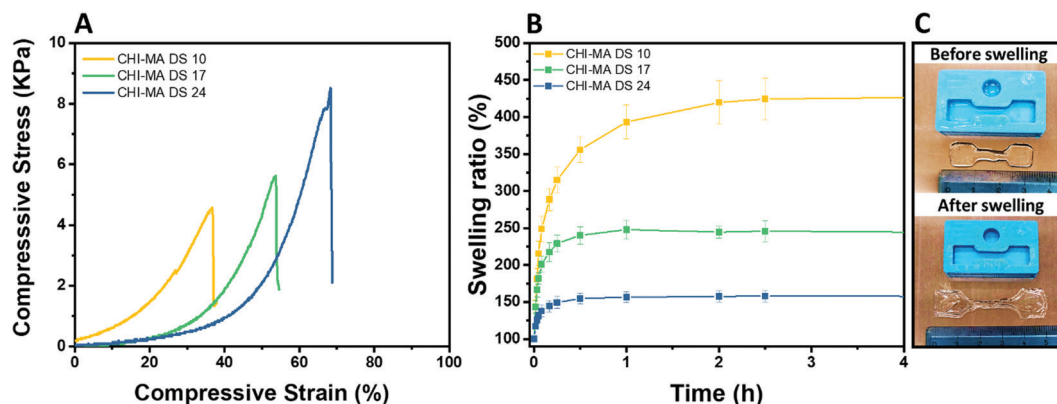 A
Compressive Stress (KPa)
10
8
6
4
2
0
CHI-MA DS 10
CHI-MA DS 17
CHI-MA DS 24
0 20 40 60 80 100
Compressive Strain (%)
B
Swelling ratio (%)
450
400
350
300
250
200
150
100
CHI-MA DS 10
CHI-MA DS 17
CHI-MA DS 24
0 1 2 3 4
Time (h)
C
Before swelling
After swelling